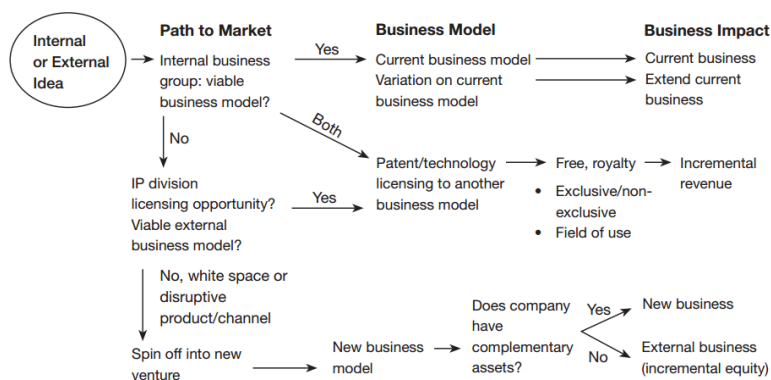 Path to Market
Business Model
Business Impact
Internal
or External
Idea
Internal business
group: viable
business model?
Yes
Current business model
Variation on current
business model
Current business
Extend current
business
No
Both
IP division
licensing opportunity?
Viable external
business model?
Yes
Patent/technology
licensing to another
business model
Free, royalty
• Exclusive/non-
exclusive
• Field of use
Incremental
revenue
No, white space or
disruptive
product/channel
Spin off into new
venture
New business
model
Does company
have
complementary
assets?
Yes
New business
No
External business
(incremental equity)